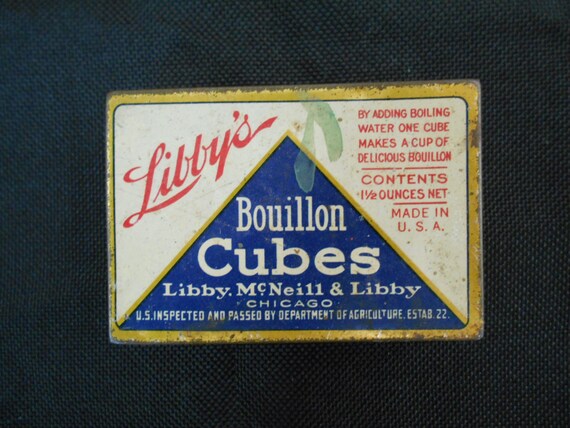 Libby's
BY ADDING BOILING
WATER ONE CUBE
MAKES A CUP OF
DELICIOUS BOUILLON
CONTENTS
1½ OUNCES NET
MADE IN
U. S. A.
Bouillon
Cubes
Libby, McNeill & Libby
CHICAGO
U.S. INSPECTED AND PASSED BY DEPARTMENT OF AGRICULTURE, ESTAB. 22.